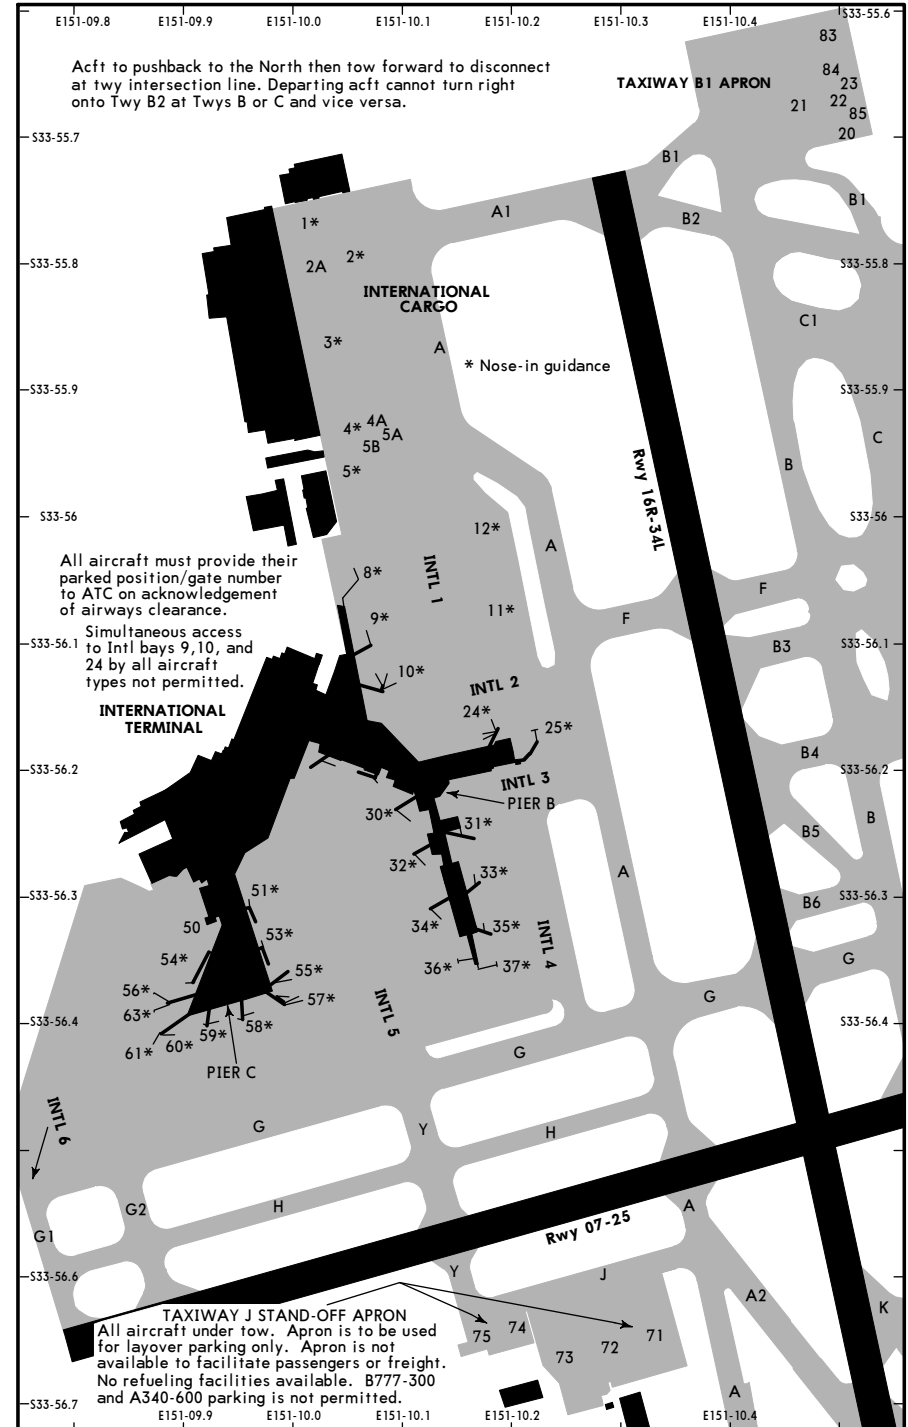 E151-09.8 E151-09.9 E151-10.0 E151-10.1 E151-10.2 E151-10.3 E151-10.4 S33-55.6
83
Acft to pushback to the North then tow forward to disconnect
at twy intersection line. Departing acft cannot turn right
onto Twy B2 at Twys B or C and vice versa.
TAXIWAY B1 APRON
84
23
22
21
85
20
S33-55.7
B1
B1
A1
B2
1*
2*
2A
S33-55.8
S33-55.8
INTERNATIONAL
CARGO
C1
3*
A
* Nose-in guidance
S33-55.9
S33-55.9
4*
4A
5A
5B
5*
C
B
Rwy 16R-34L
S33-56
S33-56
12*
A
All aircraft must provide their
parked position/gate number
to ATC on acknowledgement
of airways clearance.
8*
INTL 1
F
9*
11*
F
Simultaneous access
to Intl bays 9,10, and
24 by all aircraft
types not permitted.
S33-56.1
S33-56.1
B3
10*
INTL 2
INTERNATIONAL
TERMINAL
24*
25*
B4
S33-56.2
S33-56.2
INTL 3
PIER B
30*
31*
B5
B
32*
33*
A
51*
S33-56.3
S33-56.3
B6
50
34*
35*
INTL 4
53*
54*
G
36*
37*
55*
56*
57*
G
63*
INTL 5
58*
59*
60*
61*
S33-56.4
S33-56.4
G
PIER C
INTL 6
G
Y
H
G2
H
A
G1
Rwy 07-25
Y
J
S33-56.6
A2
K
TAXIWAY J STAND-OFF APRON
All aircraft under tow. Apron is to be used
for layover parking only. Apron is not
available to facilitate passengers or freight.
No refueling facilities available. B777-300
and A340-600 parking is not permitted.
75
74
71
72
73
A
S33-56.7
E151-09.9 E151-10.0 E151-10.1 E151-10.2 E151-10.3 E151-10.4